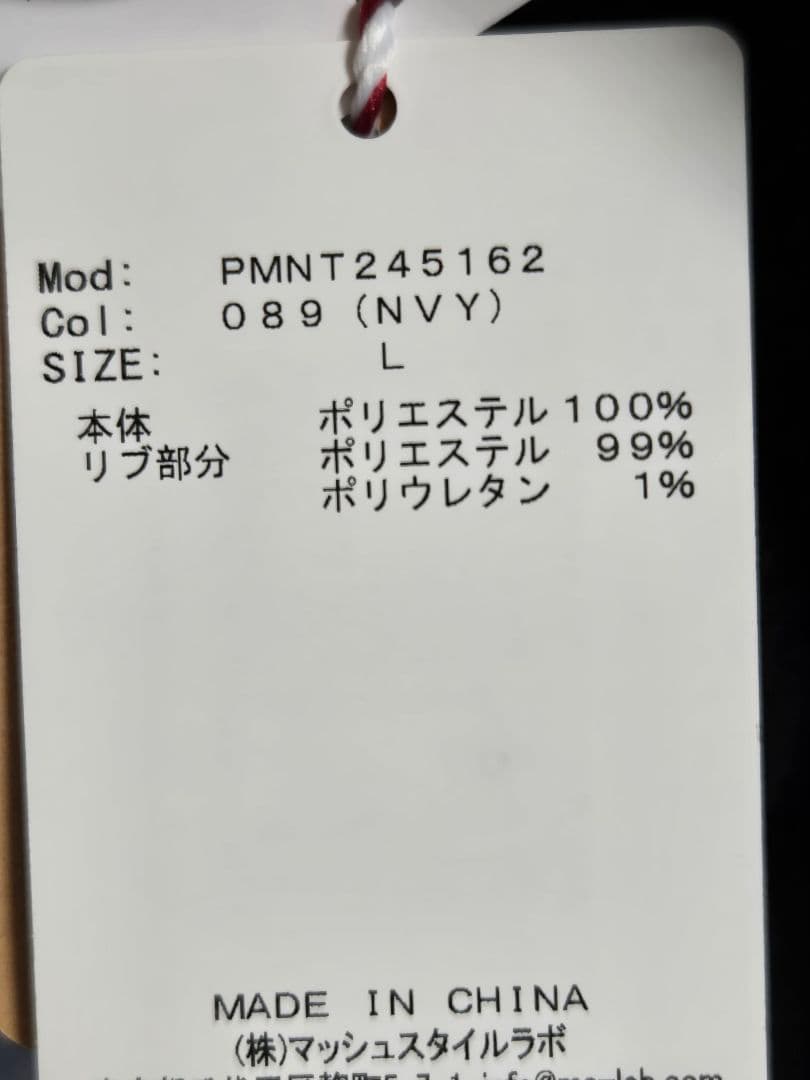 Mod: PMNT245162
Col: 089(NVY)
SIZE: L
本体 ポリエステル 100%
リブ部分 ポリエステル 99%
ポリウレタン 1%
MADE IN CHINA
(株)マッシュスタイルラボ